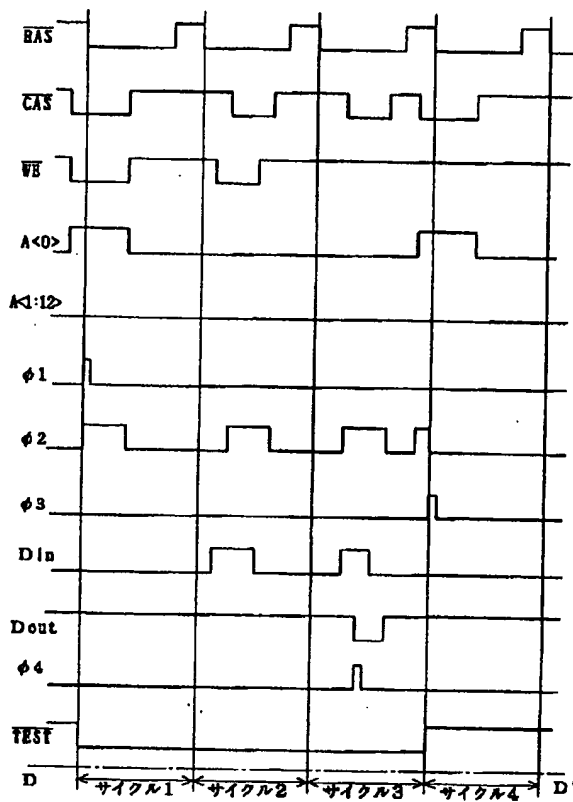 RAS
CAS
WE
A<0>
A<1:12>
φ1
φ2
φ3
Din
Dout
φ4
TEST
D サイクル1 サイクル2 サイクル3 サイクル4 D'